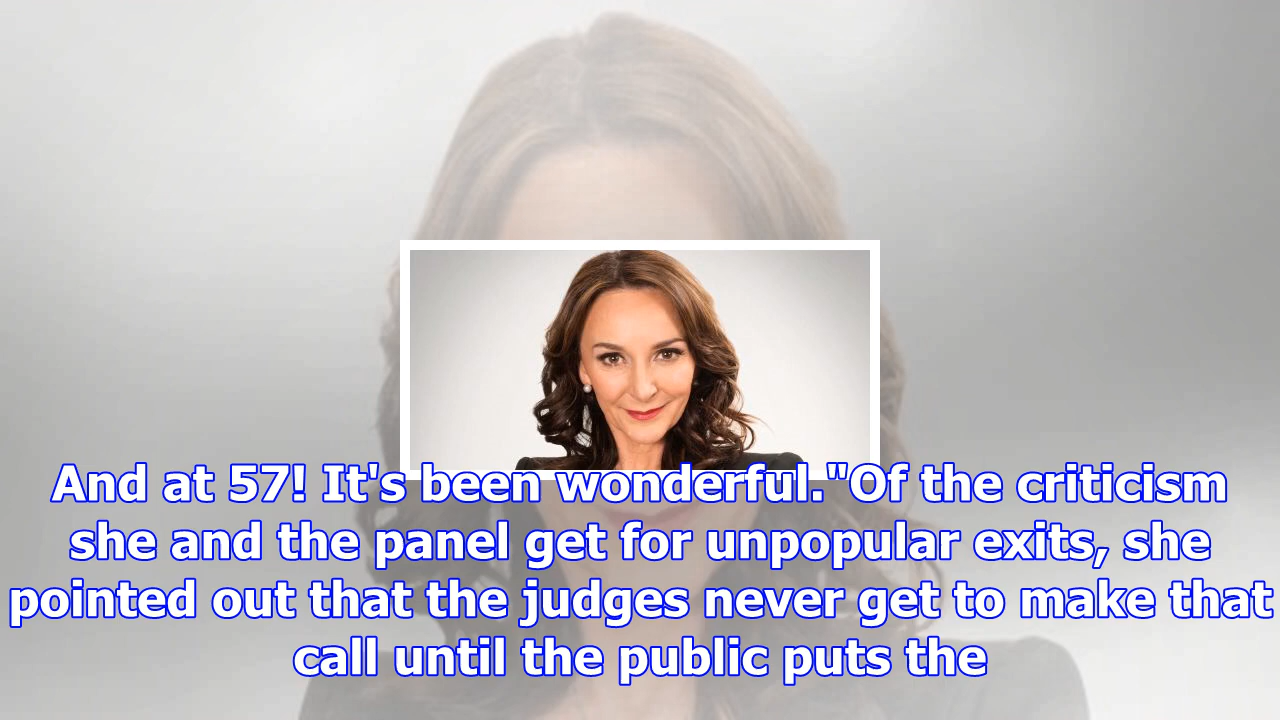 And at 57! It's been wonderful."Of the criticism
she and the panel get for unpopular exits, she
pointed out that the judges never get to make that
call until the public puts the